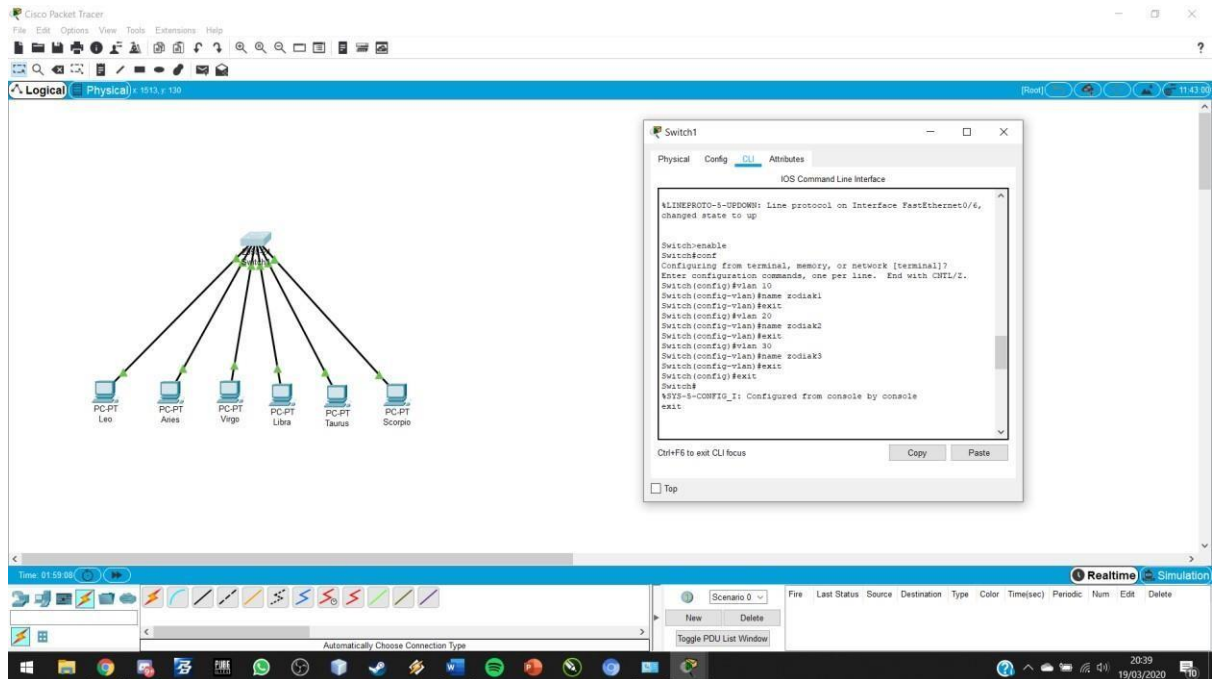 Cisco Packet Tracer
File Edit Options View Tools Extensions Help
?
Logical Physical x: 1513, y: 130
[Root] 11:43:00
PC-PT
Leo
PC-PT
Aries
PC-PT
Virgo
PC-PT
Libra
PC-PT
Taurus
PC-PT
Scorpio
Switch1
Physical Config CLI Attributes
IOS Command Line Interface
%LINEPROTO-5-UPDOWN: Line protocol on Interface FastEthernet0/6,
changed state to up
Switch>enable
Switch#conf
Configuring from terminal, memory, or network [terminal]?
Enter configuration commands, one per line. End with CNTL/Z.
Switch(config)#vlan 10
Switch(config-vlan)#name zodiak1
Switch(config-vlan)#exit
Switch(config)#vlan 20
Switch(config-vlan)#name zodiak2
Switch(config-vlan)#exit
Switch(config)#vlan 30
Switch(config-vlan)#name zodiak3
Switch(config-vlan)#exit
Switch(config)#exit
Switch#
%SYS-5-CONFIG_I: Configured from console by console
exit
Ctrl+F6 to exit CLI focus
Copy Paste
Top
Time: 01:59:08
Realtime Simulation
Scenario 0
Fire Last Status Source Destination Type Color Time(sec) Periodic Num Edit Delete
New Delete
Toggle PDU List Window
Automatically Choose Connection Type
20:39
19/03/2020